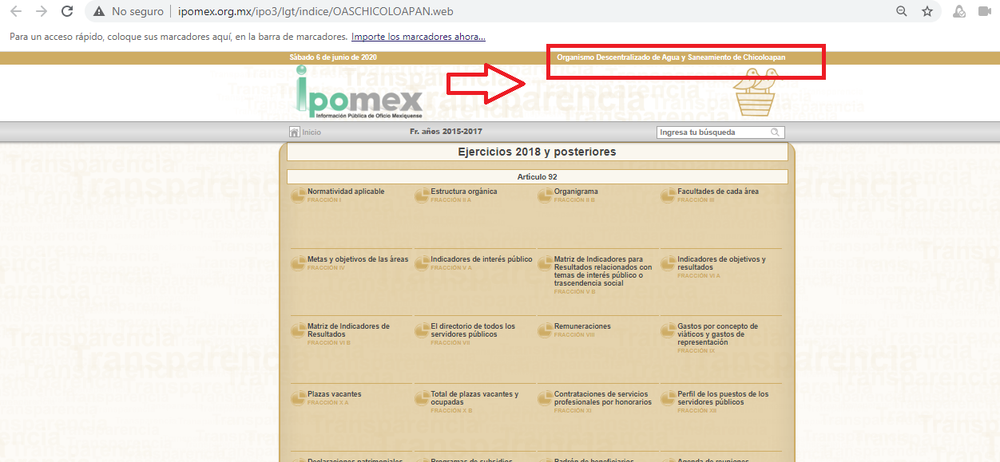 No seguro
ipomex.org.mx/ipo3/lgt/indice/OASCHICOLOAPAN.web
Para un acceso rápido, coloque sus marcadores aquí, en la barra de marcadores. Importe los marcadores ahora...
Sábado 6 de junio de 2020
Organismo Descentralizado de Agua y Saneamiento de Chicoloapan
Transparencia
ipomex
Información Pública de Oficio Mexiquense
Inicio
Fr. años 2015-2017
Ingresa tu búsqueda
Ejercicios 2018 y posteriores
Artículo 92
Normatividad aplicable
FRACCIÓN I
Estructura orgánica
FRACCIÓN II A
Organigrama
FRACCIÓN II B
Facultades de cada área
FRACCIÓN III
Metas y objetivos de las áreas
FRACCIÓN IV
Indicadores de interés público
FRACCIÓN V A
Matriz de Indicadores para
Resultados relacionados con
temas de interés público o
trascendencia social
FRACCIÓN V B
Indicadores de objetivos y
resultados
FRACCIÓN VI A
Matriz de Indicadores de
Resultados
FRACCIÓN VI B
El directorio de todos los
servidores públicos
FRACCIÓN VII
Remuneraciones
FRACCIÓN VIII
Gastos por concepto de
viáticos y gastos de
representación
FRACCIÓN IX
Plazas vacantes
FRACCIÓN X A
Total de plazas vacantes y
ocupadas
FRACCIÓN X B
Contrataciones de servicios
profesionales por honorarios
FRACCIÓN XI
Perfil de los puestos de los
servidores públicos
FRACCIÓN XII
Declaraciones patrimoniales
Programas de subsidios
Padrón de beneficiarios
Agenda de reuniones